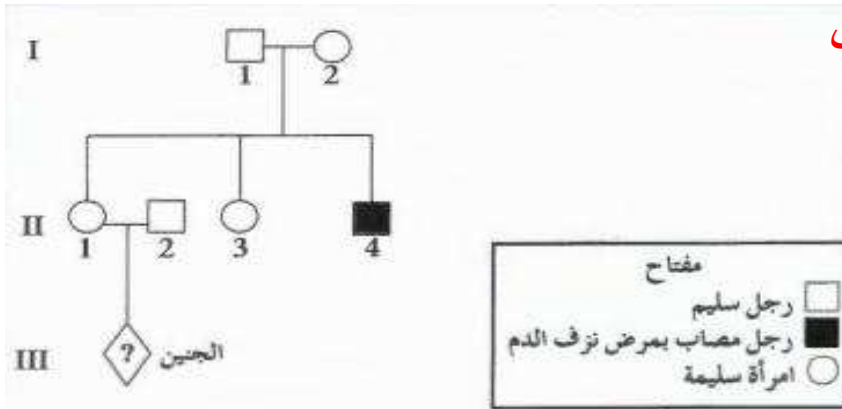 I
1 2
II
1 2 3 4
III
? الجنين
مفتاح
رجل سليم
رجل مصاب بمرض نزف الدم
امرأة سليمة